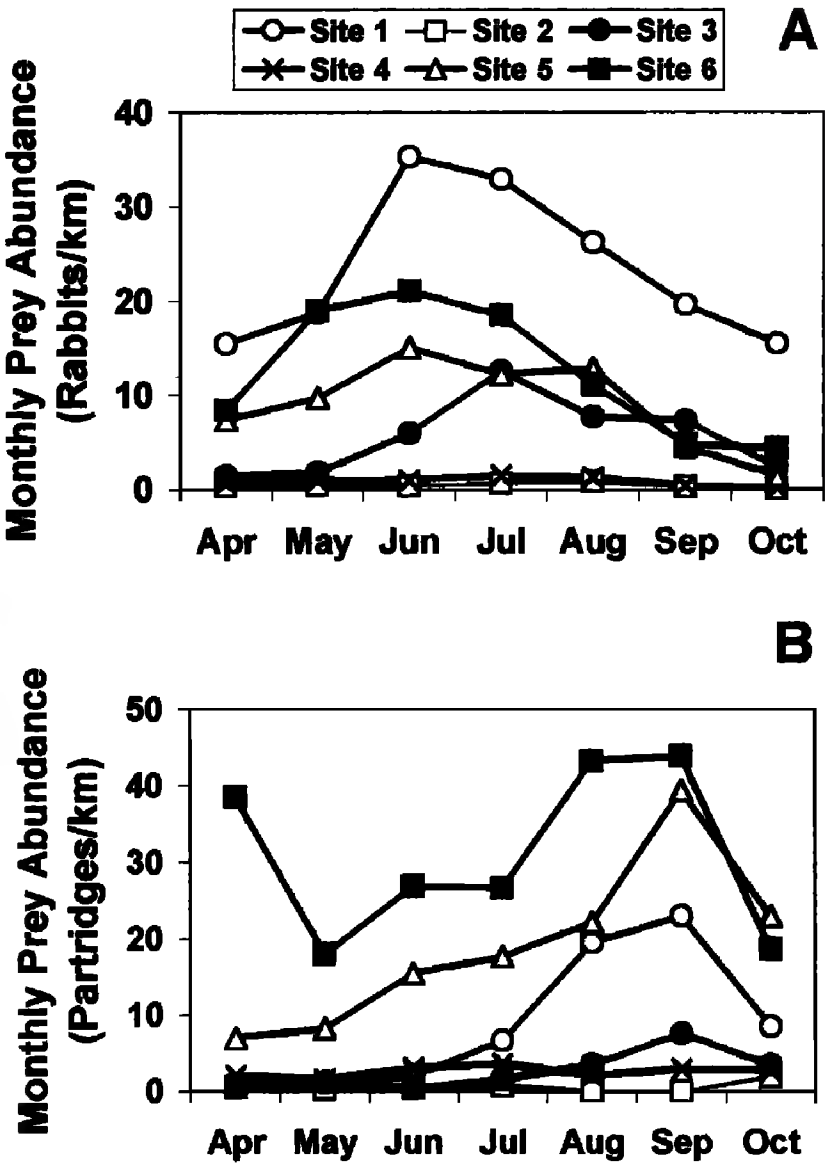 Site 1 Site 2 Site 3
Site 4 Site 5 Site 6
A
Monthly Prey Abundance
(Rabbits/km)
40
30
20
10
0
Apr May Jun Jul Aug Sep Oct
B
Monthly Prey Abundance
(Partridges/km)
50
40
30
20
10
0
Apr May Jun Jul Aug Sep Oct